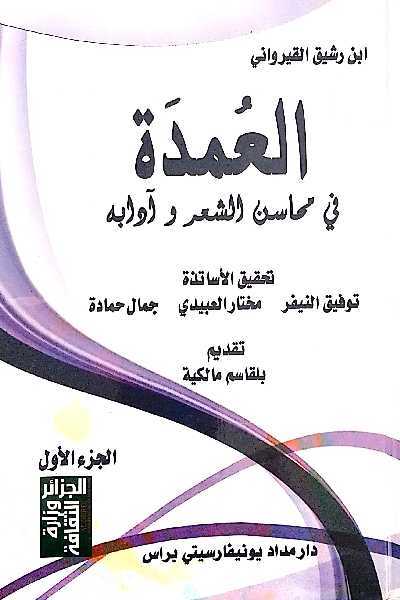 ابن رشيق القيرواني
العُمدَة
في محاسن الشعر و آدابه
تحقيق الأساتذة
توفيق النيفر مختار العبيدي جمال حمادة
تقديم
بلقاسم مالكية
الجزء الأول
الجزائر
وزارة
الثقافة
دار مداد يونيفارسيتي براس